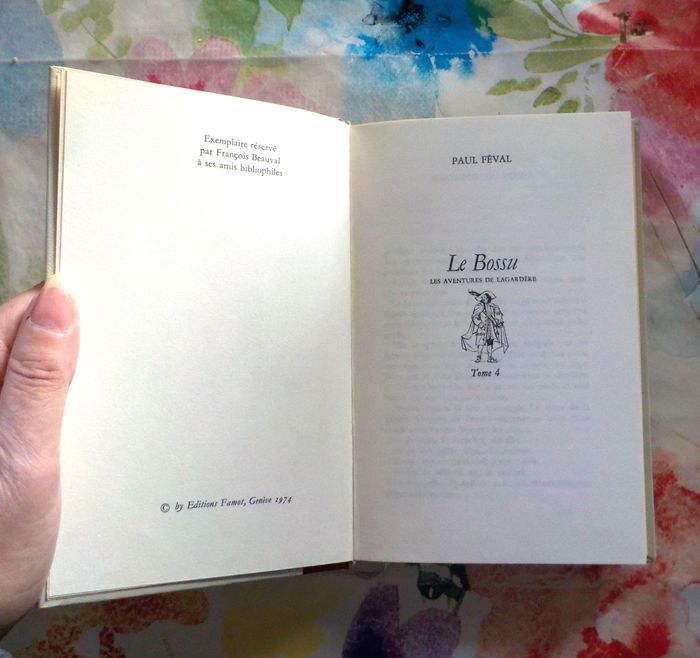 Exemplaire réservé
par François Beauval
à ses amis bibliophiles
© by Editions Famot, Genève 1974
PAUL FÉVAL
Le Bossu
LES AVENTURES DE LAGARDÈRE
Tome 4